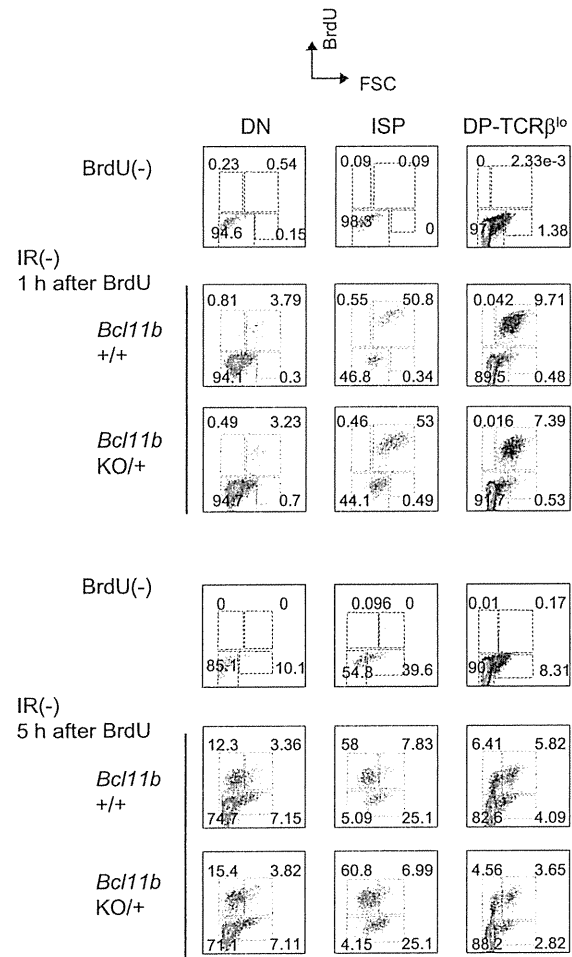 BrdU
FSC
DN ISP DP-TCRβlo
BrdU(-)
0.23 0.54 0.09 0.09 0 2.33e-3
94.6 0.15 98.3 0 97 1.38
IR(-)
1 h after BrdU
Bcl11b
+/+
0.81 3.79 0.55 50.8 0.042 9.71
94.1 0.3 46.8 0.34 89.5 0.48
Bcl11b
KO/+
0.49 3.23 0.46 53 0.016 7.39
94.7 0.7 44.1 0.49 91.7 0.53
BrdU(-)
0 0 0.096 0 0.01 0.17
85.1 10.1 54.8 39.6 90 8.31
IR(-)
5 h after BrdU
Bcl11b
+/+
12.3 3.36 58 7.83 6.41 5.82
74.7 7.15 5.09 25.1 82.6 4.09
Bcl11b
KO/+
15.4 3.82 60.8 6.99 4.56 3.65
71.1 7.11 4.15 25.1 88.2 2.82